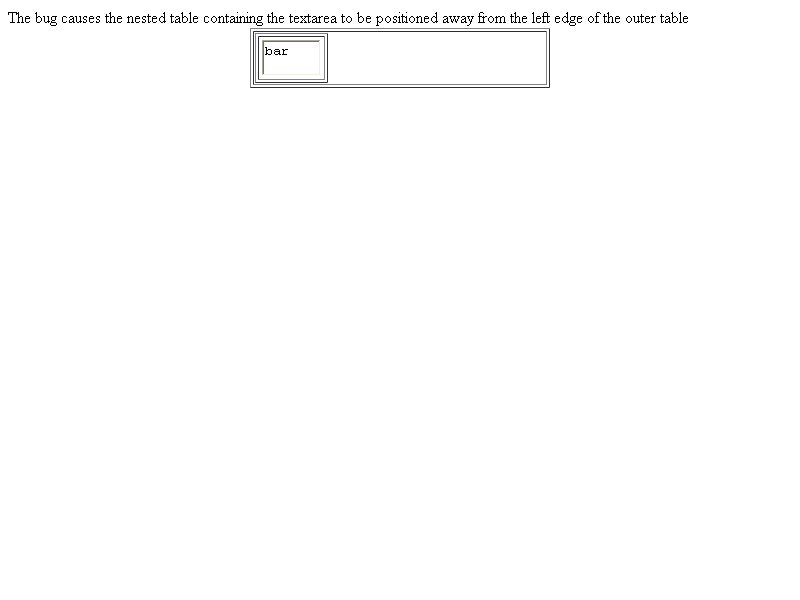 The bug causes the nested table containing the textarea to be positioned away from the left edge of the outer table
bar